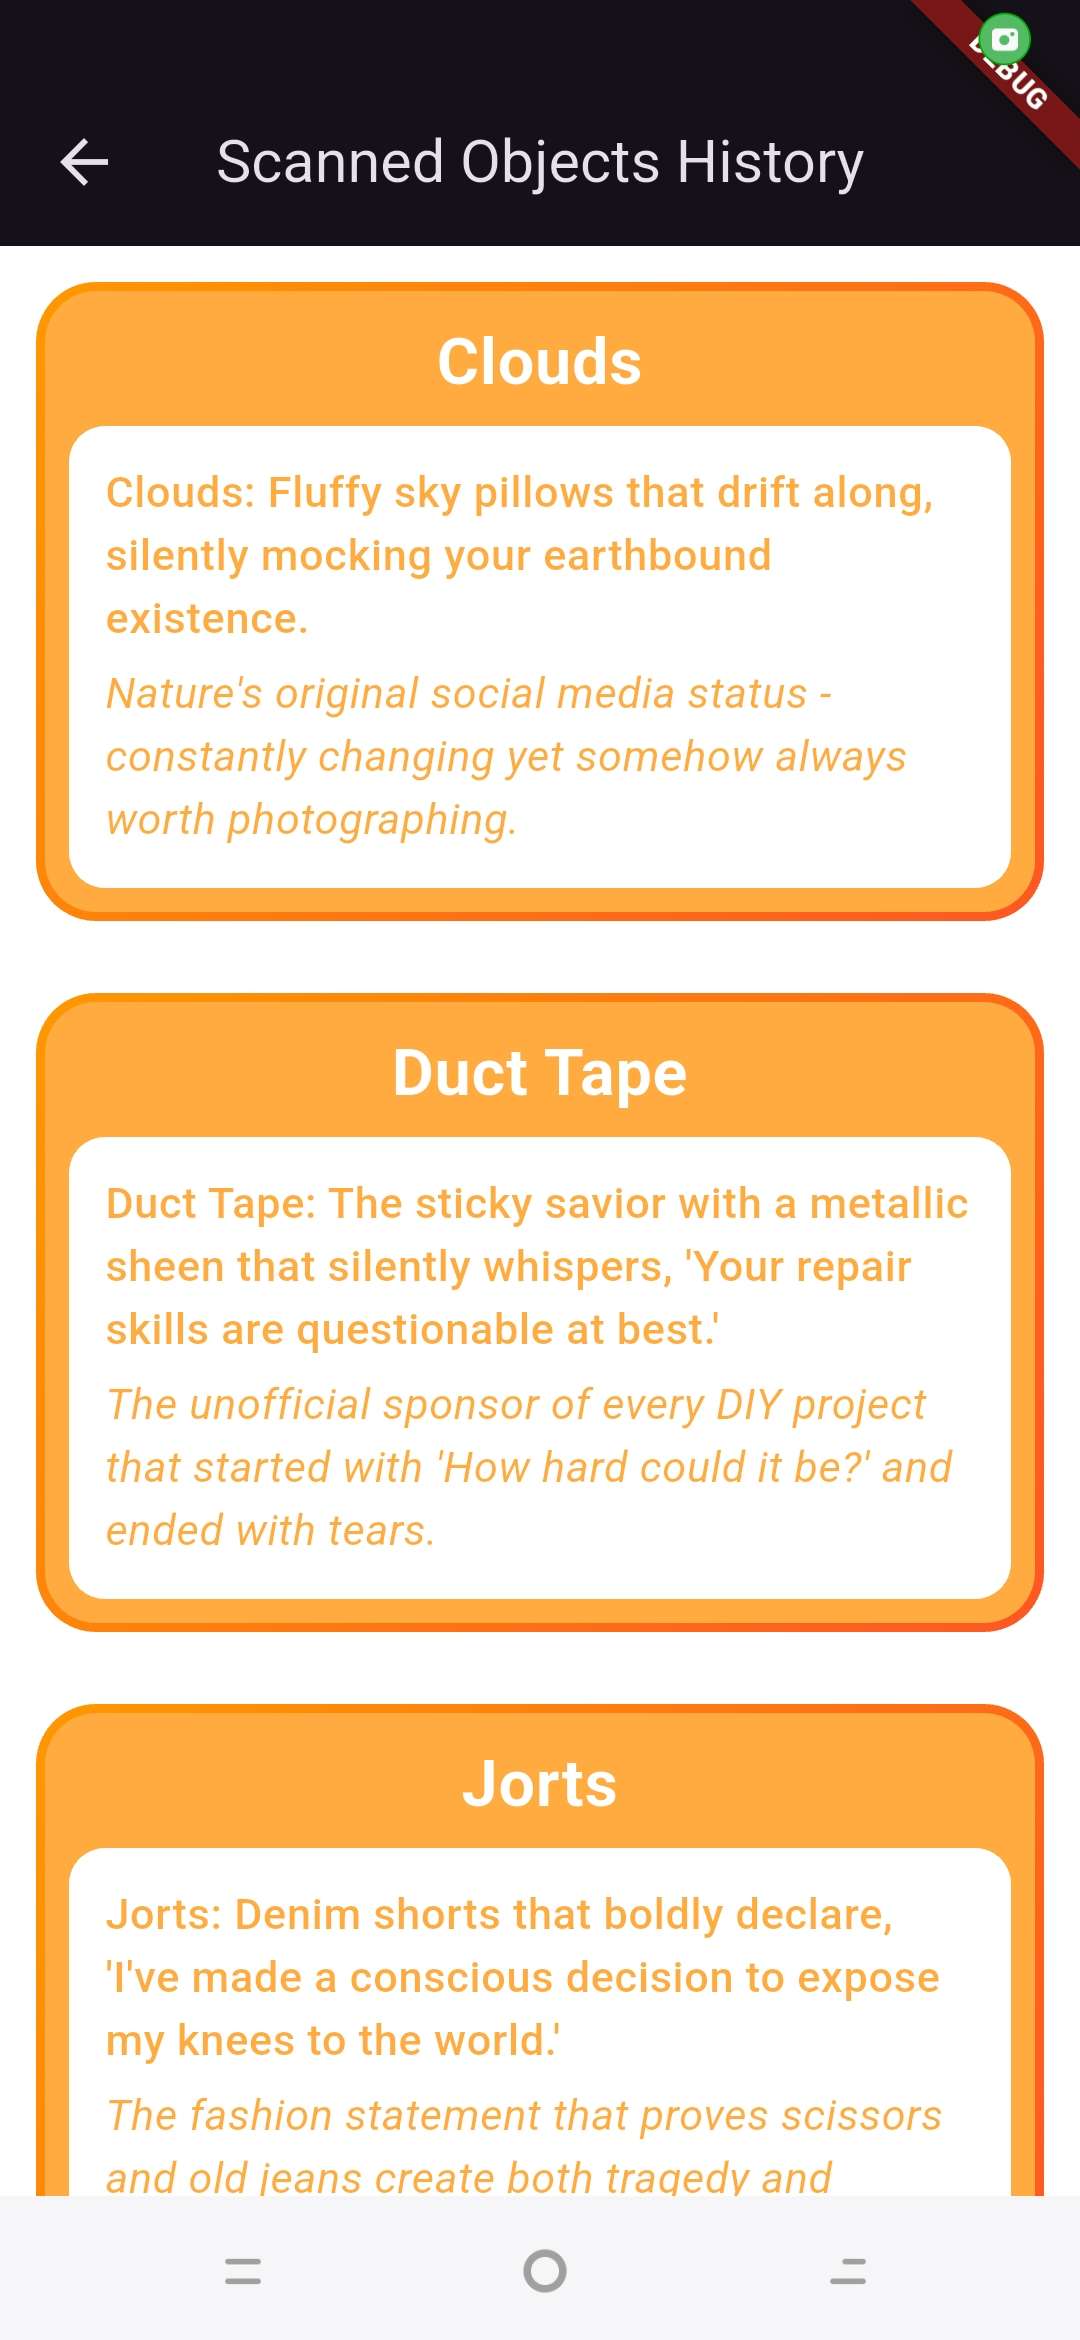 DEBUG
Scanned Objects History
Clouds
Clouds: Fluffy sky pillows that drift along,
silently mocking your earthbound
existence.
Nature's original social media status -
constantly changing yet somehow always
worth photographing.
Duct Tape
Duct Tape: The sticky savior with a metallic
sheen that silently whispers, 'Your repair
skills are questionable at best.'
The unofficial sponsor of every DIY project
that started with 'How hard could it be?' and
ended with tears.
Jorts
Jorts: Denim shorts that boldly declare,
'I've made a conscious decision to expose
my knees to the world.'
The fashion statement that proves scissors
and old jeans create both tragedy and